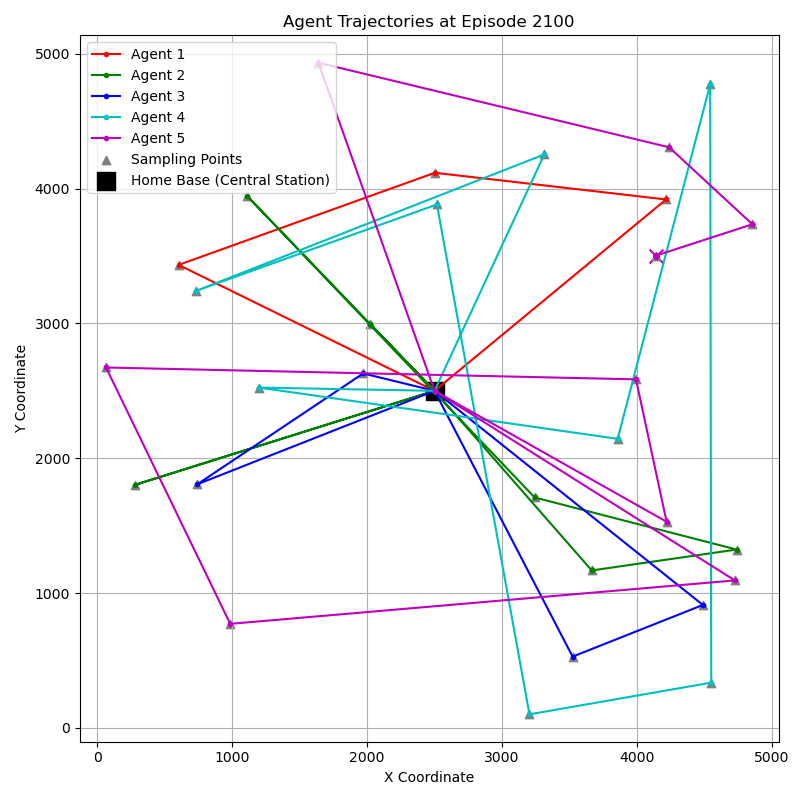 Agent Trajectories at Episode 2100
Agent 1
Agent 2
Agent 3
Agent 4
Agent 5
Sampling Points
Home Base (Central Station)
Y Coordinate
5000
4000
3000
2000
1000
0
0 1000 2000 3000 4000 5000
X Coordinate